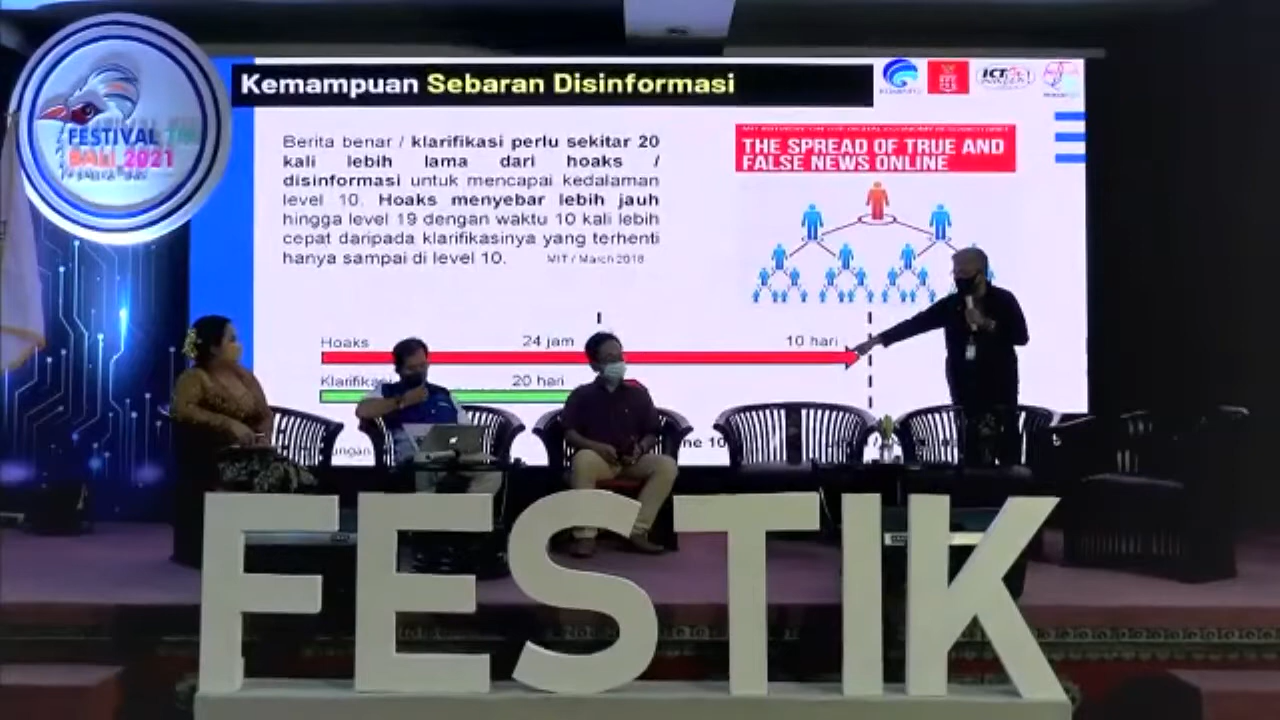 FESTIVAL TIK
BALI 2021
Kemampuan Sebaran Disinformasi
KOMINFO
ICT
Berita benar / klarifikasi perlu sekitar 20
kali lebih lama dari hoaks /
disinformasi untuk mencapai kedalaman
level 10. Hoaks menyebar lebih jauh
hingga level 19 dengan waktu 10 kali lebih
cepat daripada klarifikasinya yang terhenti
hanya sampai di level 10.
MIT / March 2018
THE SPREAD OF TRUE AND
FALSE NEWS ONLINE
Hoaks 24 jam 10 hari
Klarifikasi 20 hari
FESTIK